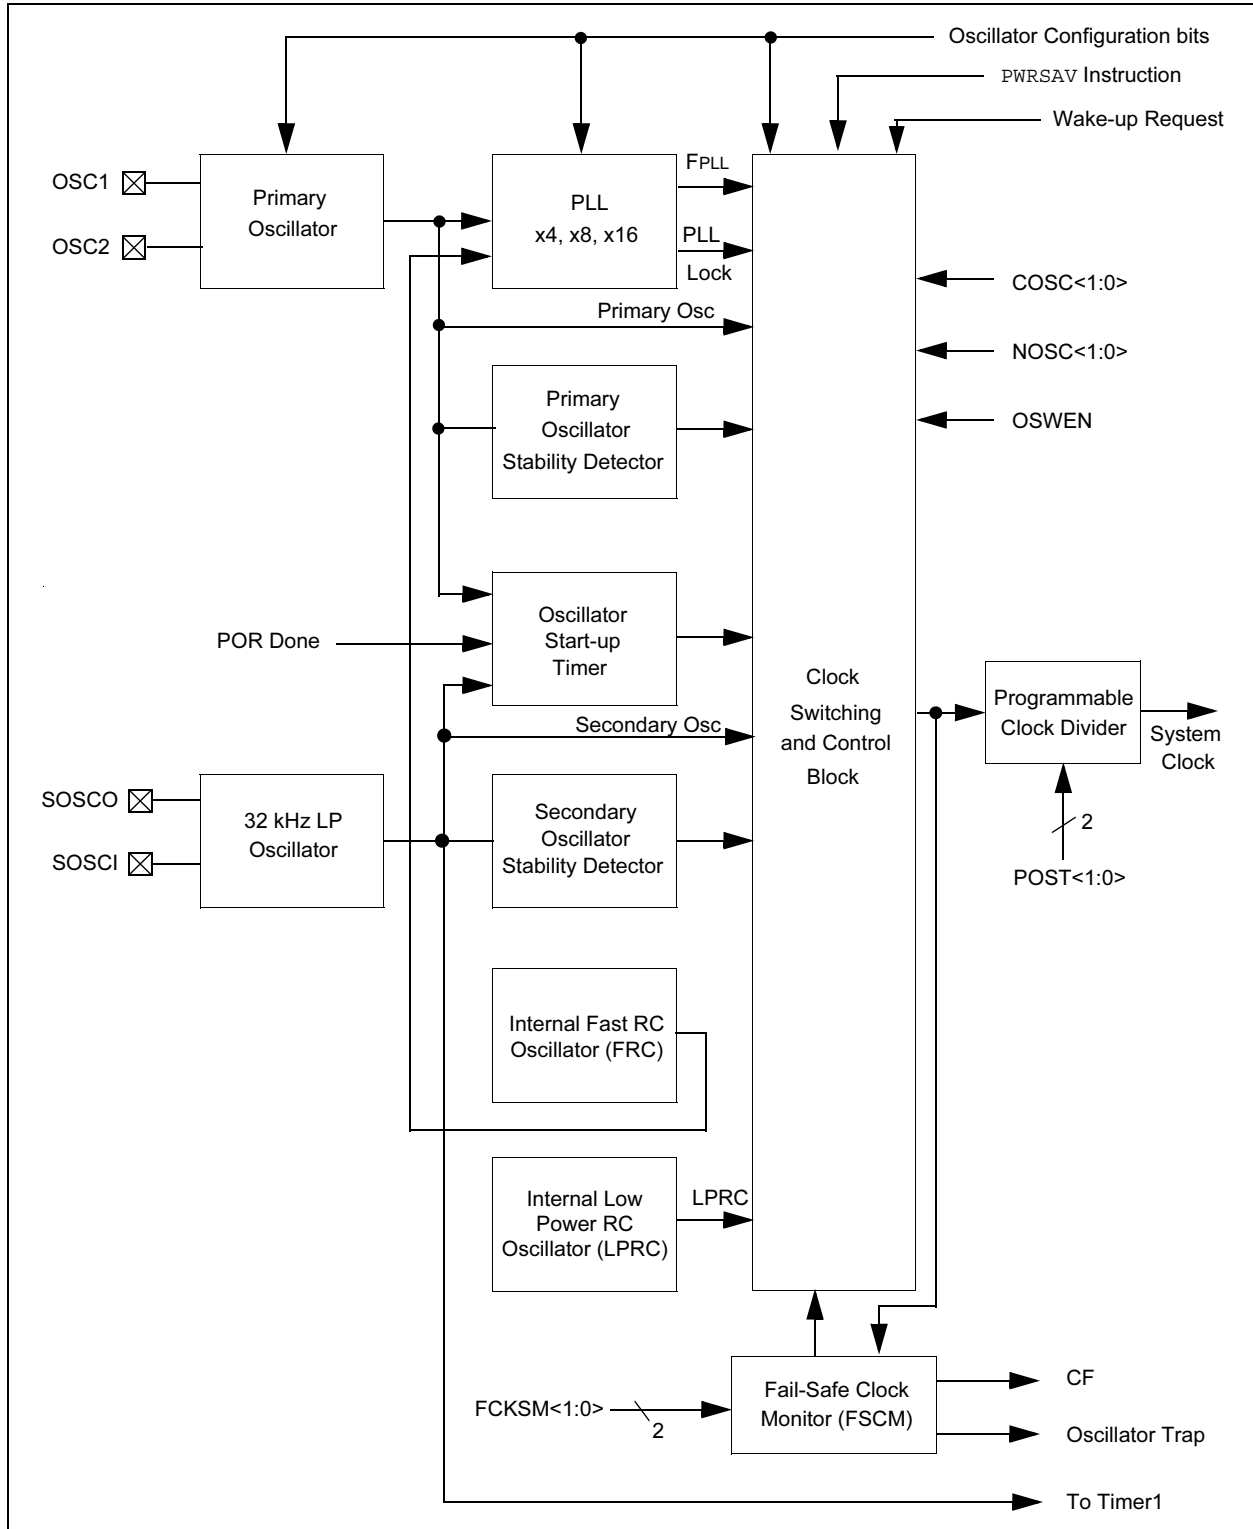 Oscillator Configuration bits
PWRSAV Instruction
Wake-up Request
OSC1
OSC2
Primary
Oscillator
PLL
x4, x8, x16
FPLL
PLL
Lock
COSC<1:0>
Primary Osc
NOSC<1:0>
Primary
Oscillator
Stability Detector
OSWEN
POR Done
Oscillator
Start-up
Timer
Clock
Switching
and Control
Block
Programmable
Clock Divider
System
Clock
Secondary Osc
SOSCO
SOSCI
32 kHz LP
Oscillator
Secondary
Oscillator
Stability Detector
2
POST<1:0>
Internal Fast RC
Oscillator (FRC)
Internal Low
Power RC
Oscillator (LPRC)
LPRC
FCKSM<1:0>
2
Fail-Safe Clock
Monitor (FSCM)
CF
Oscillator Trap
To Timer1